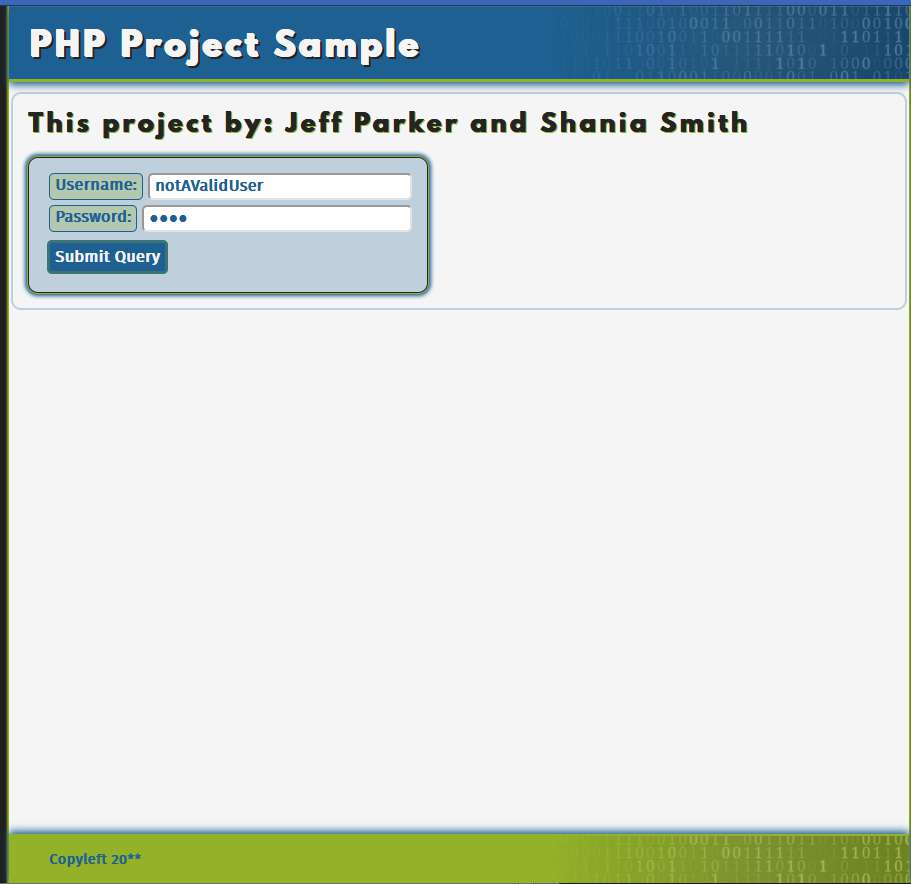 PHP Project Sample
This project by: Jeff Parker and Shania Smith
Username: notAValidUser
Password: ••••
Submit Query
Copyleft 20**